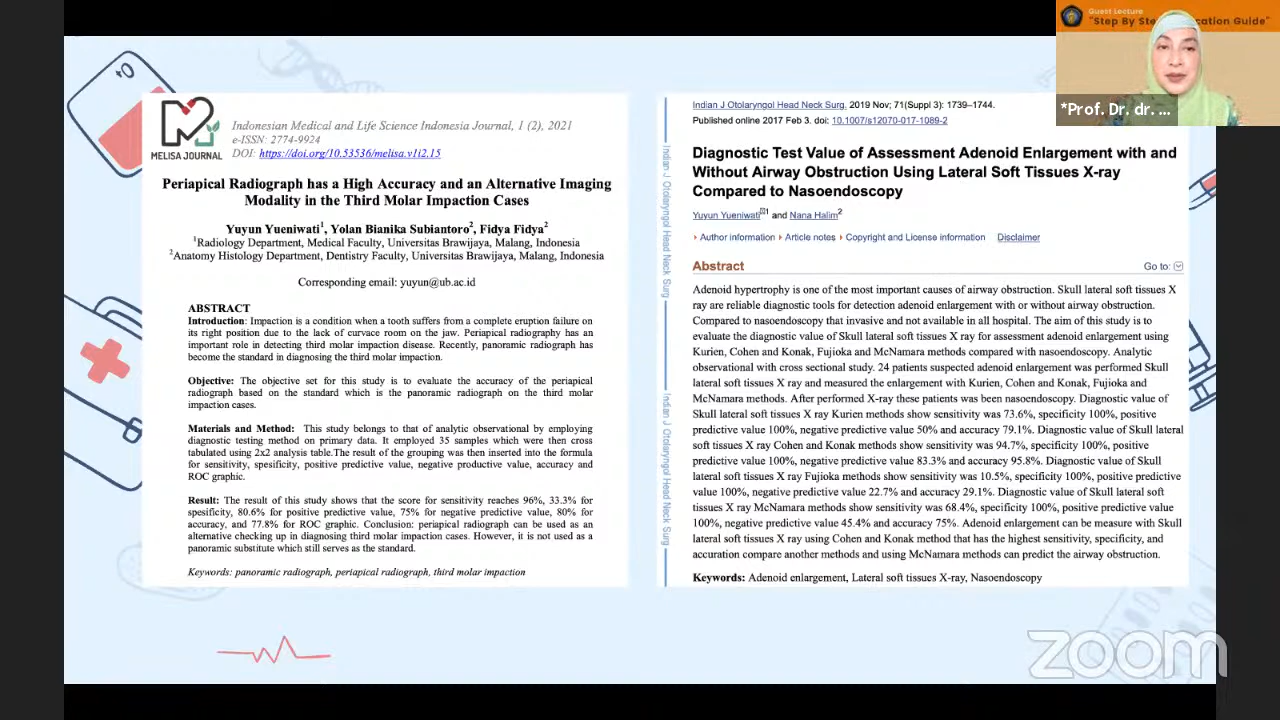 MELISA JOURNAL
Indonesian Medical and Life Science Indonesia Journal, 1 (2), 2021
e-ISSN: 2774-9924
DOI: https://doi.org/10.53536/melisa.v1i2.15
Periapical Radiograph has a High Accuracy and an Alternative Imaging
Modality in the Third Molar Impaction Cases
Yuyun Yueniwati1, Yolan Bianika Subiantoro2, Fidya Fidya2
1Radiology Department, Medical Faculty, Universitas Brawijaya, Malang, Indonesia
2Anatomy Histology Department, Dentistry Faculty, Universitas Brawijaya, Malang, Indonesia
Corresponding email: yuyun@ub.ac.id
ABSTRACT
Introduction: Impaction is a condition when a tooth suffers from a complete eruption failure on
its right position due to the lack of curvace room on the jaw. Periapical radiography has an
important role in detecting third molar impaction disease. Recently, panoramic radiograph has
become the standard in diagnosing the third molar impaction.
Objective: The objective set for this study is to evaluate the accuracy of the periapical
radiograph based on the standard which is the panoramic radiograph on the third molar
impaction cases.
Materials and Method: This study belongs to that of analytic observational by employing
diagnostic testing method on primary data. It employed 35 samples which were then cross
tabulated using 2x2 analysis table.The result of the grouping was then inserted into the formula
for sensitivity, spesificity, positive predictive value, negative productive value, accuracy and
ROC graphic.
Result: The result of this study shows that the score for sensitivity reaches 96%, 33.3% for
spesificity, 80.6% for positive predictive value, 75% for negative predictive value, 80% for
accuracy, and 77.8% for ROC graphic. Conclusion: periapical radiograph can be used as an
alternative checking up in diagnosing third molar impaction cases. However, it is not used as a
panoramic substitute which still serves as the standard.
Keywords: panoramic radiograph, periapical radiograph, third molar impaction
Indian J Otolaryngol Head Neck Surg
Indian J Otolaryngol Head Neck Surg
Indian J Otolaryngol Head Neck Surg. 2019 Nov; 71(Suppl 3): 1739–1744.
Published online 2017 Feb 3. doi: 10.1007/s12070-017-1089-2
Diagnostic Test Value of Assessment Adenoid Enlargement with and
Without Airway Obstruction Using Lateral Soft Tissues X-ray
Compared to Nasoendoscopy
Yuyun Yueniwati1 and Nana Halim2
Author information Article notes Copyright and License information Disclaimer
Abstract Go to:
Adenoid hypertrophy is one of the most important causes of airway obstruction. Skull
lateral soft tissues X ray are reliable diagnostic tools for detection adenoid enlargement with or without airway obstruction.
Compared to nasoendoscopy that invasive and not available in all hospital. The aim of this study is to
evaluate the diagnostic value of Skull lateral soft tissues X ray for assessment adenoid enlargement using
Kurien, Cohen and Konak, Fujioka and McNamara methods compared with nasoendoscopy. Analytic
observational with cross sectional study. 24 patients suspected adenoid enlargement was performed Skull
lateral soft tissues X ray and measured the enlargement with Kurien, Cohen and Konak, Fujioka and
McNamara methods. After performed X-ray these patients was been nasoendoscopy. Diagnostic value of
Skull lateral soft tissues X ray Kurien methods show sensitivity was 73.6%, specificity 100%, positive
predictive value 100%, negative predictive value 50% and accuracy 79.1%. Diagnostic value of Skull lateral
soft tissues X ray Cohen and Konak methods show sensitivity was 94.7%, specificity 100%, positive
predictive value 100%, negative predictive value 83.3% and accuracy 95.8%. Diagnostic value of Skull
lateral soft tissues X ray Fujioka methods show sensitivity was 10.5%, specificity 100%, positive predictive
value 100%, negative predictive value 22.7% and accuracy 29.1%. Diagnostic value of Skull lateral soft
tissues X ray McNamara methods show sensitivity was 68.4%, specificity 100%, positive predictive value
100%, negative predictive value 45.4% and accuracy 75%. Adenoid enlargement can be measure with Skull
lateral soft tissues X ray using Cohen and Konak method that has the highest sensitivity, specificity, and
accuration compare another methods and using McNamara methods can predict the airway obstruction.
Keywords: Adenoid enlargement, Lateral soft tissues X-ray, Nasoendoscopy
Guest Lecture
"Step By Ste cation Guide"
*Prof. Dr. dr. ...
zoom